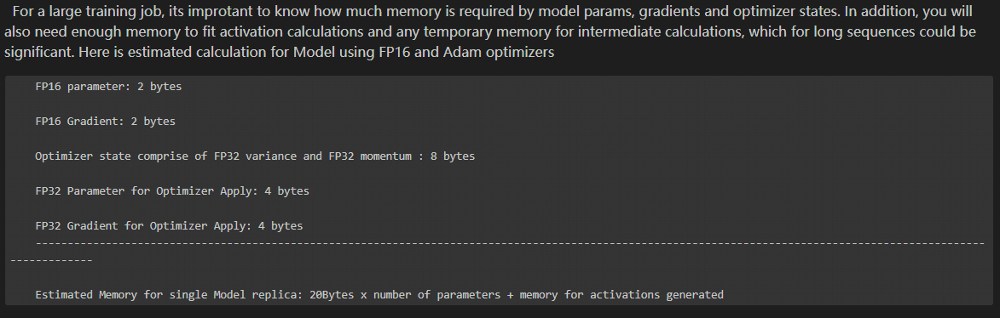 For a large training job, its improtant to know how much memory is required by model params, gradients and optimizer states. In addition, you will
also need enough memory to fit activation calculations and any temporary memory for intermediate calculations, which for long sequences could be
significant. Here is estimated calculation for Model using FP16 and Adam optimizers
FP16 parameter: 2 bytes
FP16 Gradient: 2 bytes
Optimizer state comprise of FP32 variance and FP32 momentum : 8 bytes
FP32 Parameter for Optimizer Apply: 4 bytes
FP32 Gradient for Optimizer Apply: 4 bytes
----------------------------------------------------------------------------------------------------------------------------------------------------
-------------
Estimated Memory for single Model replica: 20Bytes x number of parameters + memory for activations generated